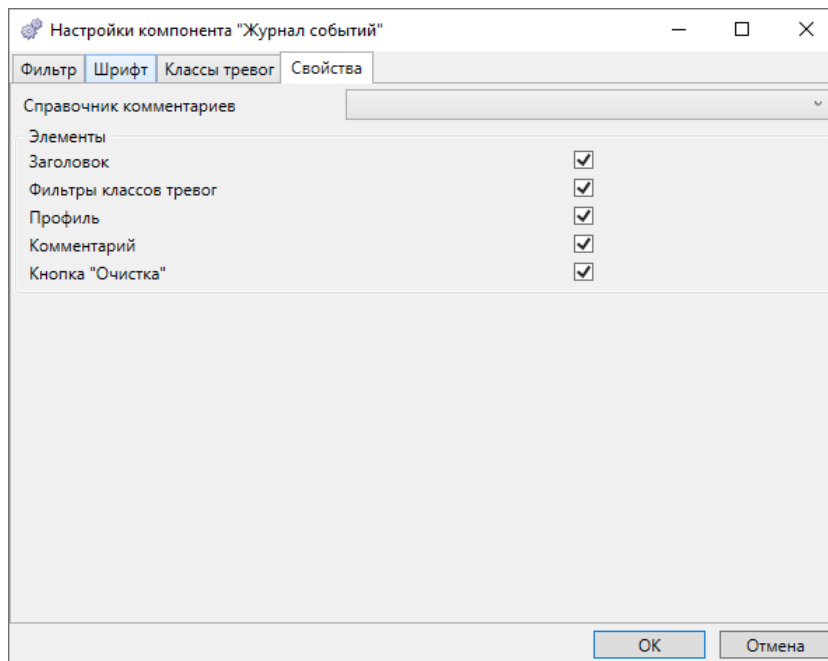 Настройки компонента "Журнал событий"
Фильтр Шрифт Классы тревог Свойства
Справочник комментариев
Элементы
Заголовок
Фильтры классов тревог
Профиль
Комментарий
Кнопка "Очистка"
ОК Отмена